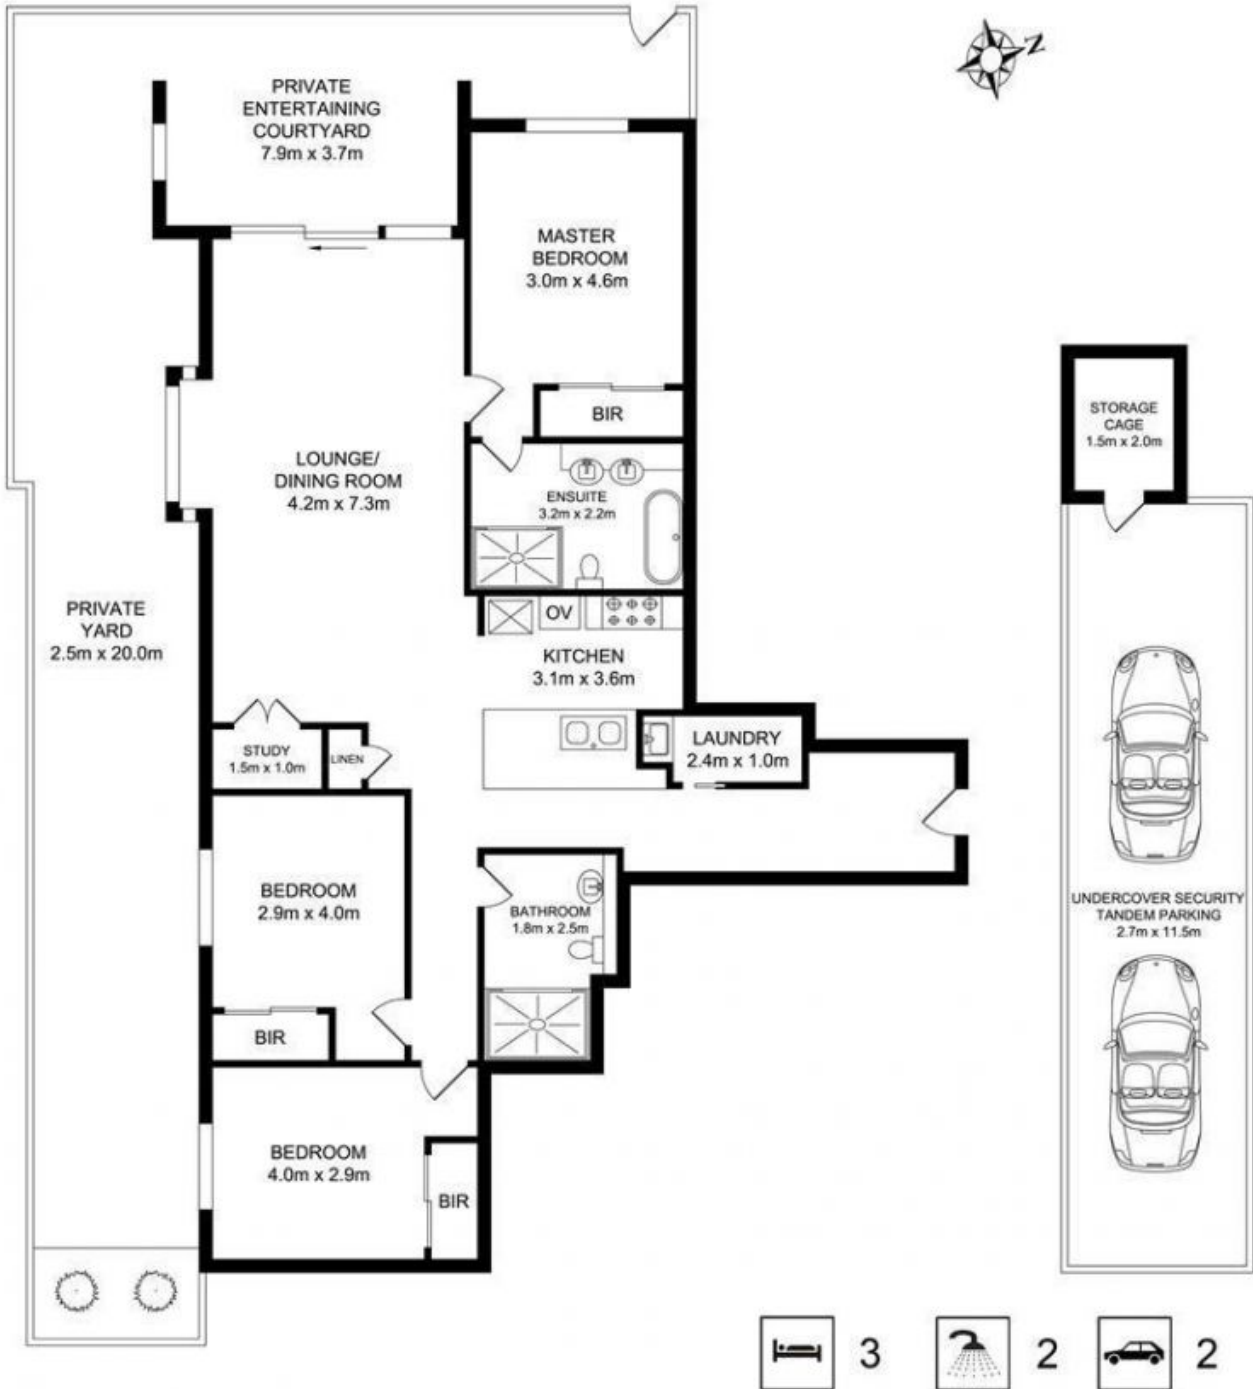 PRIVATE
ENTERTAINING
COURTYARD
7.9m x 3.7m
N
MASTER
BEDROOM
3.0m x 4.6m
BIR
STORAGE
CAGE
1.5m x 2.0m
LOUNGE/
DINING ROOM
4.2m x 7.3m
ENSUITE
3.2m x 2.2m
PRIVATE
YARD
2.5m x 20.0m
OV
KITCHEN
3.1m x 3.6m
STUDY
1.5m x 1.0m
LINEN
LAUNDRY
2.4m x 1.0m
BEDROOM
2.9m x 4.0m
BIR
BATHROOM
1.8m x 2.5m
UNDERCOVER SECURITY
TANDEM PARKING
2.7m x 11.5m
BEDROOM
4.0m x 2.9m
BIR
3
2
2